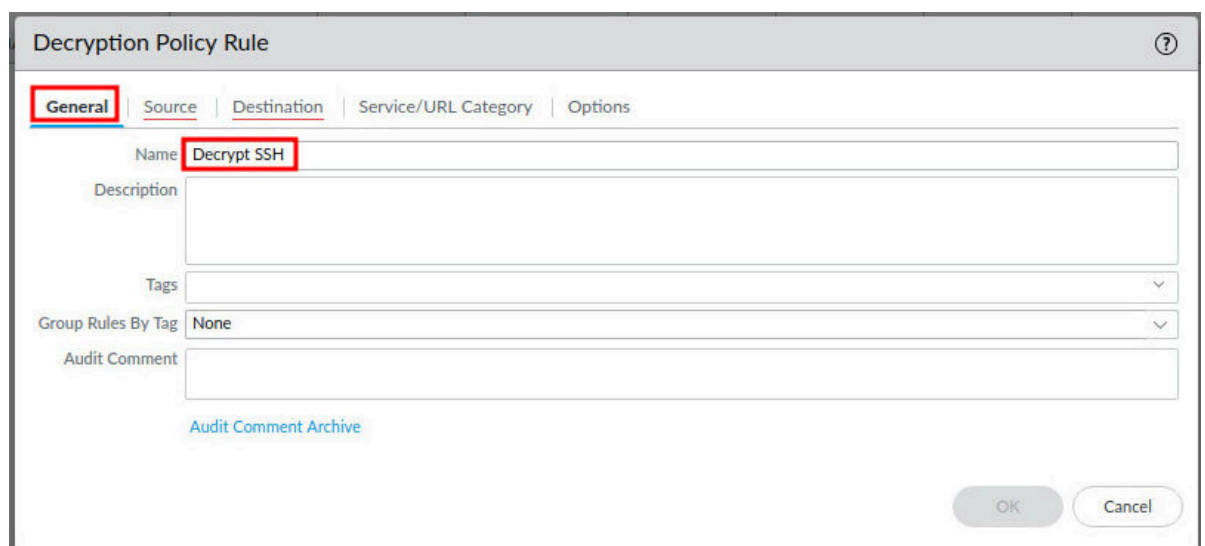 Decryption Policy Rule
General | Source | Destination | Service/URL Category | Options
Name Decrypt SSH
Description
Tags
Group Rules By Tag None
Audit Comment
Audit Comment Archive
OK Cancel